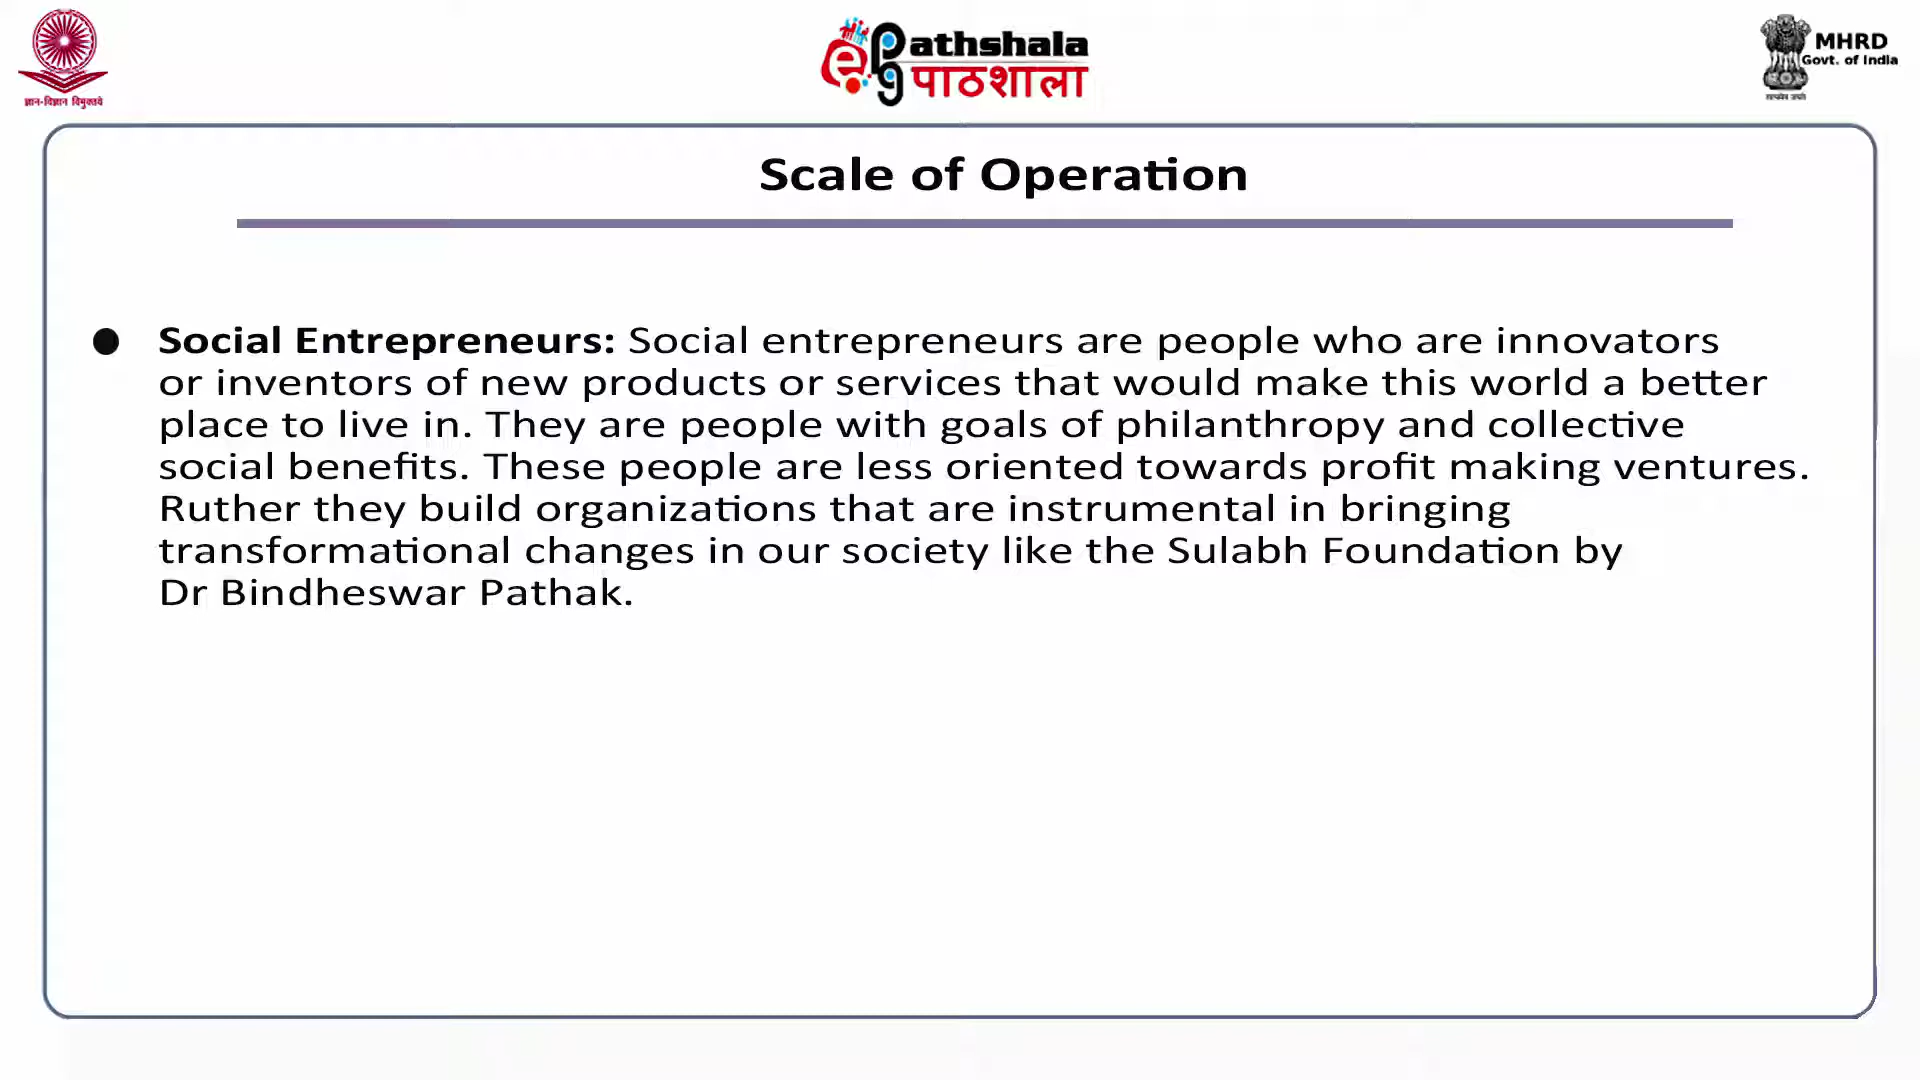 ज्ञान-विज्ञान विमुक्तये
epg Pathshala
पाठशाला
MHRD
Govt. of India
सत्यमेव जयते
Scale of Operation
● Social Entrepreneurs: Social entrepreneurs are people who are innovators
or inventors of new products or services that would make this world a better
place to live in. They are people with goals of philanthropy and collective
social benefits. These people are less oriented towards profit making ventures.
Ruther they build organizations that are instrumental in bringing
transformational changes in our society like the Sulabh Foundation by
Dr Bindheswar Pathak.